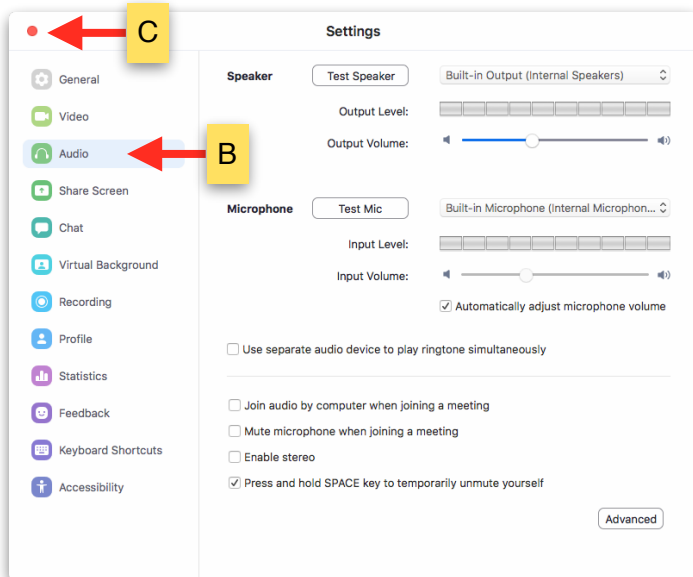 C
Settings
General
Video
Audio
B
Share Screen
Chat
Virtual Background
Recording
Profile
Statistics
Feedback
Keyboard Shortcuts
Accessibility
Speaker Test Speaker Built-in Output (Internal Speakers)
Output Level:
Output Volume:
Microphone Test Mic Built-in Microphone (Internal Microphon...
Input Level:
Input Volume:
Automatically adjust microphone volume
Use separate audio device to play ringtone simultaneously
Join audio by computer when joining a meeting
Mute microphone when joining a meeting
Enable stereo
Press and hold SPACE key to temporarily unmute yourself
Advanced